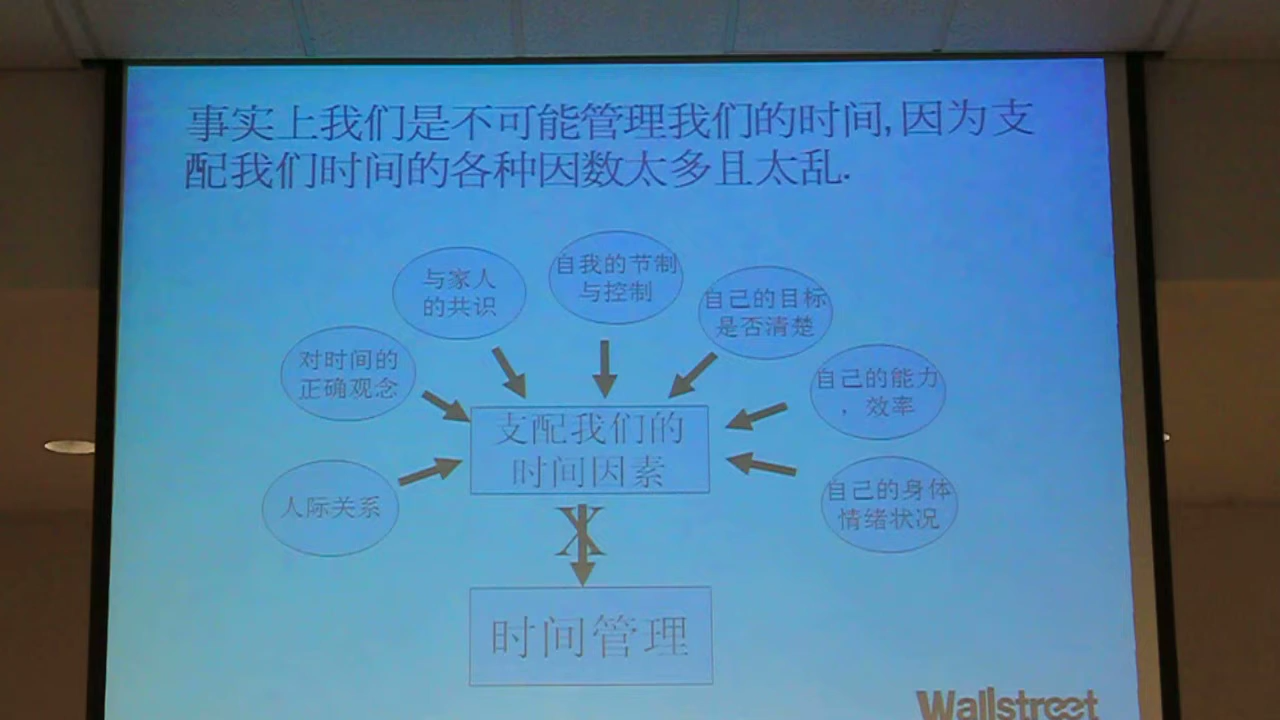 事实上我们是不可能管理我们的时间,因为支
配我们时间的各种因数太多且太乱.
与家人
的共识
自我的节制
与控制
自己的目标
是否清楚
对时间的
正确观念
自己的能力
，效率
人际关系
自己的身体
情绪状况
支配我们的
时间因素
X
时间管理
Wallstreet